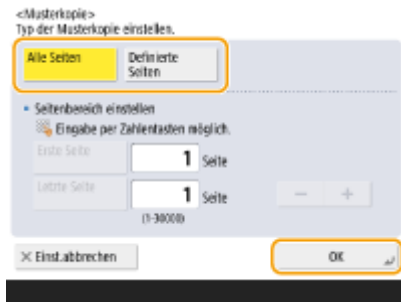 <Musterkopie>
Typ der Musterkopie einstellen.
Alle Seiten
Definierte
Seiten
Seitenbereich einstellen
Eingabe per Zahlentasten möglich.
Erste Seite
1 Seite
Letzte Seite
1 Seite
(1-30000)
− +
× Einst.abbrechen
OK